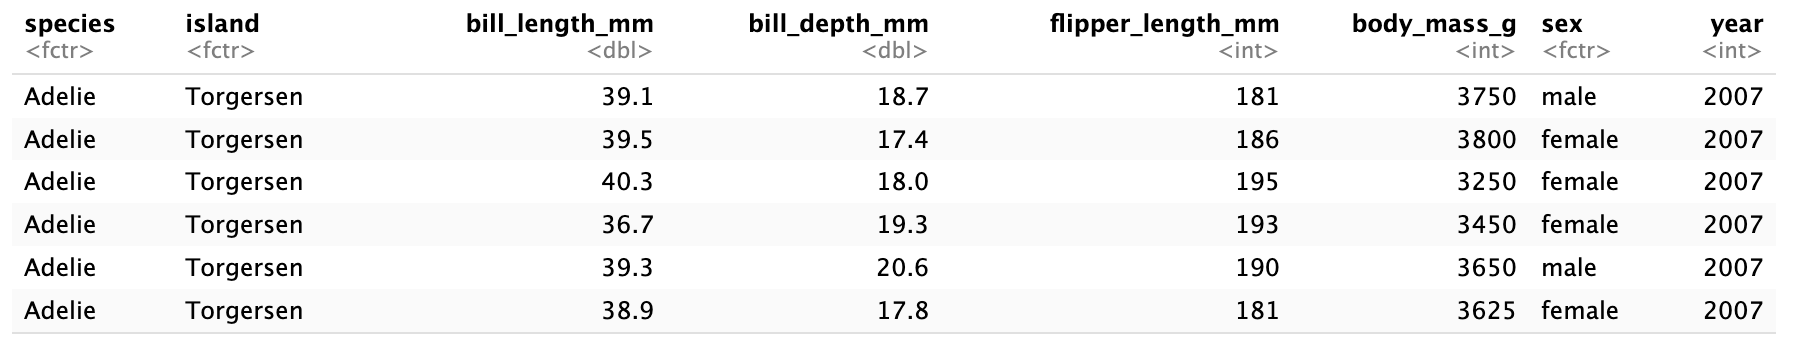 species island bill_length_mm bill_depth_mm flipper_length_mm body_mass_g sex year
<fctr> <fctr> <dbl> <dbl> <int> <int> <fctr> <int>
Adelie Torgersen 39.1 18.7 181 3750 male 2007
Adelie Torgersen 39.5 17.4 186 3800 female 2007
Adelie Torgersen 40.3 18.0 195 3250 female 2007
Adelie Torgersen 36.7 19.3 193 3450 female 2007
Adelie Torgersen 39.3 20.6 190 3650 male 2007
Adelie Torgersen 38.9 17.8 181 3625 female 2007